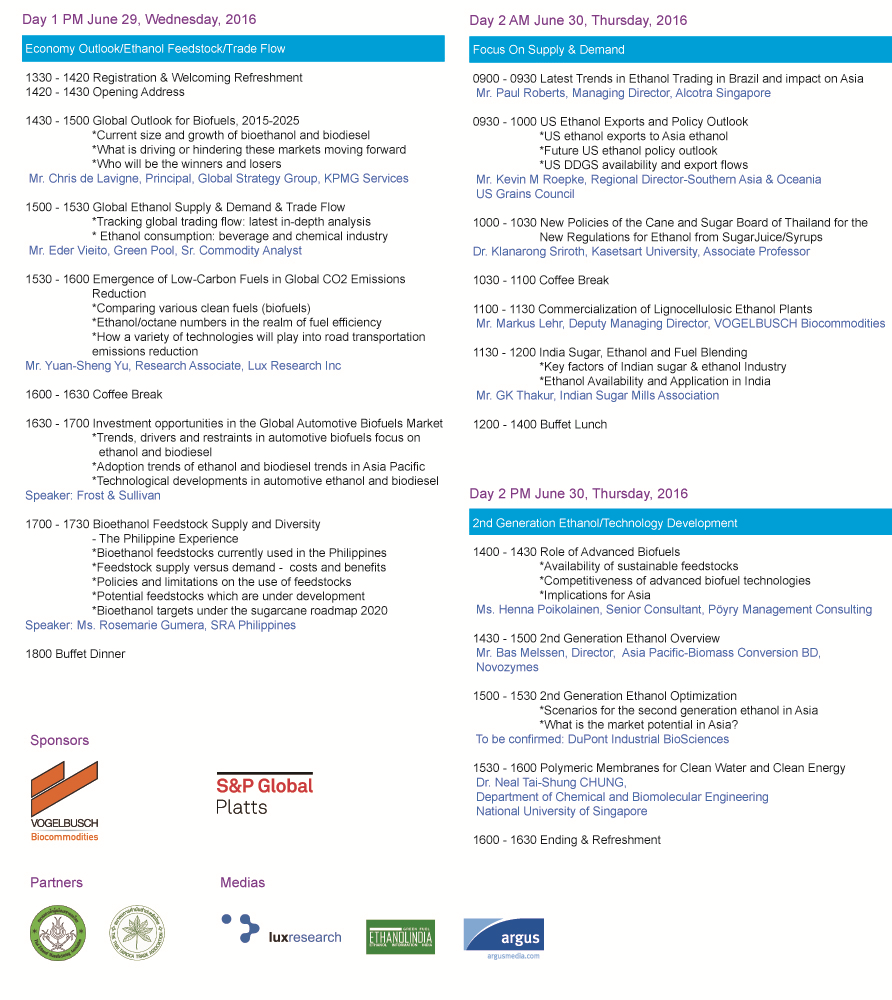 Day 1 PM June 29, Wednesday, 2016
Economy Outlook/Ethanol Feedstock/Trade Flow
1330 - 1420 Registration & Welcoming Refreshment
1420 - 1430 Opening Address
1430 - 1500 Global Outlook for Biofuels, 2015-2025
*Current size and growth of bioethanol and biodiesel
*What is driving or hindering these markets moving forward
*Who will be the winners and losers
Mr. Chris de Lavigne, Principal, Global Strategy Group, KPMG Services
1500 - 1530 Global Ethanol Supply & Demand & Trade Flow
*Tracking global trading flow: latest in-depth analysis
* Ethanol consumption: beverage and chemical industry
Mr. Eder Vieito, Green Pool, Sr. Commodity Analyst
1530 - 1600 Emergence of Low-Carbon Fuels in Global CO2 Emissions
Reduction
*Comparing various clean fuels (biofuels)
*Ethanol/octane numbers in the realm of fuel efficiency
*How a variety of technologies will play into road transportation
emissions reduction
Mr. Yuan-Sheng Yu, Research Associate, Lux Research Inc
1600 - 1630 Coffee Break
1630 - 1700 Investment opportunities in the Global Automotive Biofuels Market
*Trends, drivers and restraints in automotive biofuels focus on
ethanol and biodiesel
*Adoption trends of ethanol and biodiesel trends in Asia Pacific
*Technological developments in automotive ethanol and biodiesel
Speaker: Frost & Sullivan
1700 - 1730 Bioethanol Feedstock Supply and Diversity
- The Philippine Experience
*Bioethanol feedstocks currently used in the Philippines
*Feedstock supply versus demand - costs and benefits
*Policies and limitations on the use of feedstocks
*Potential feedstocks which are under development
*Bioethanol targets under the sugarcane roadmap 2020
Speaker: Ms. Rosemarie Gumera, SRA Philippines
1800 Buffet Dinner
Day 2 AM June 30, Thursday, 2016
Focus On Supply & Demand
0900 - 0930 Latest Trends in Ethanol Trading in Brazil and impact on Asia
Mr. Paul Roberts, Managing Director, Alcotra Singapore
0930 - 1000 US Ethanol Exports and Policy Outlook
*US ethanol exports to Asia ethanol
*Future US ethanol policy outlook
*US DDGS availability and export flows
Mr. Kevin M Roepke, Regional Director-Southern Asia & Oceania
US Grains Council
1000 - 1030 New Policies of the Cane and Sugar Board of Thailand for the
New Regulations for Ethanol from SugarJuice/Syrups
Dr. Klanarong Sriroth, Kasetsart University, Associate Professor
1030 - 1100 Coffee Break
1100 - 1130 Commercialization of Lignocellulosic Ethanol Plants
Mr. Markus Lehr, Deputy Managing Director, VOGELBUSCH Biocommodities
1130 - 1200 India Sugar, Ethanol and Fuel Blending
*Key factors of Indian sugar & ethanol Industry
*Ethanol Availability and Application in India
Mr. GK Thakur, Indian Sugar Mills Association
1200 - 1400 Buffet Lunch
Day 2 PM June 30, Thursday, 2016
2nd Generation Ethanol/Technology Development
1400 - 1430 Role of Advanced Biofuels
*Availability of sustainable feedstocks
*Competitiveness of advanced biofuel technologies
*Implications for Asia
Ms. Henna Poikolainen, Senior Consultant, Pöyry Management Consulting
1430 - 1500 2nd Generation Ethanol Overview
Mr. Bas Melssen, Director, Asia Pacific-Biomass Conversion BD,
Novozymes
1500 - 1530 2nd Generation Ethanol Optimization
*Scenarios for the second generation ethanol in Asia
*What is the market potential in Asia?
To be confirmed: DuPont Industrial BioSciences
1530 - 1600 Polymeric Membranes for Clean Water and Clean Energy
Dr. Neal Tai-Shung CHUNG,
Department of Chemical and Biomolecular Engineering
National University of Singapore
1600 - 1630 Ending & Refreshment
Sponsors
VOGELBUSCH
Biocommodities
S&P Global
Platts
Partners
Medias
THE THAI TAPIOCA TRADE ASSOCIATION
luxresearch
GREEN FUEL
ETHANOLINDIA
ETHANOL INFORMATION INDIA
argus
argusmedia.com